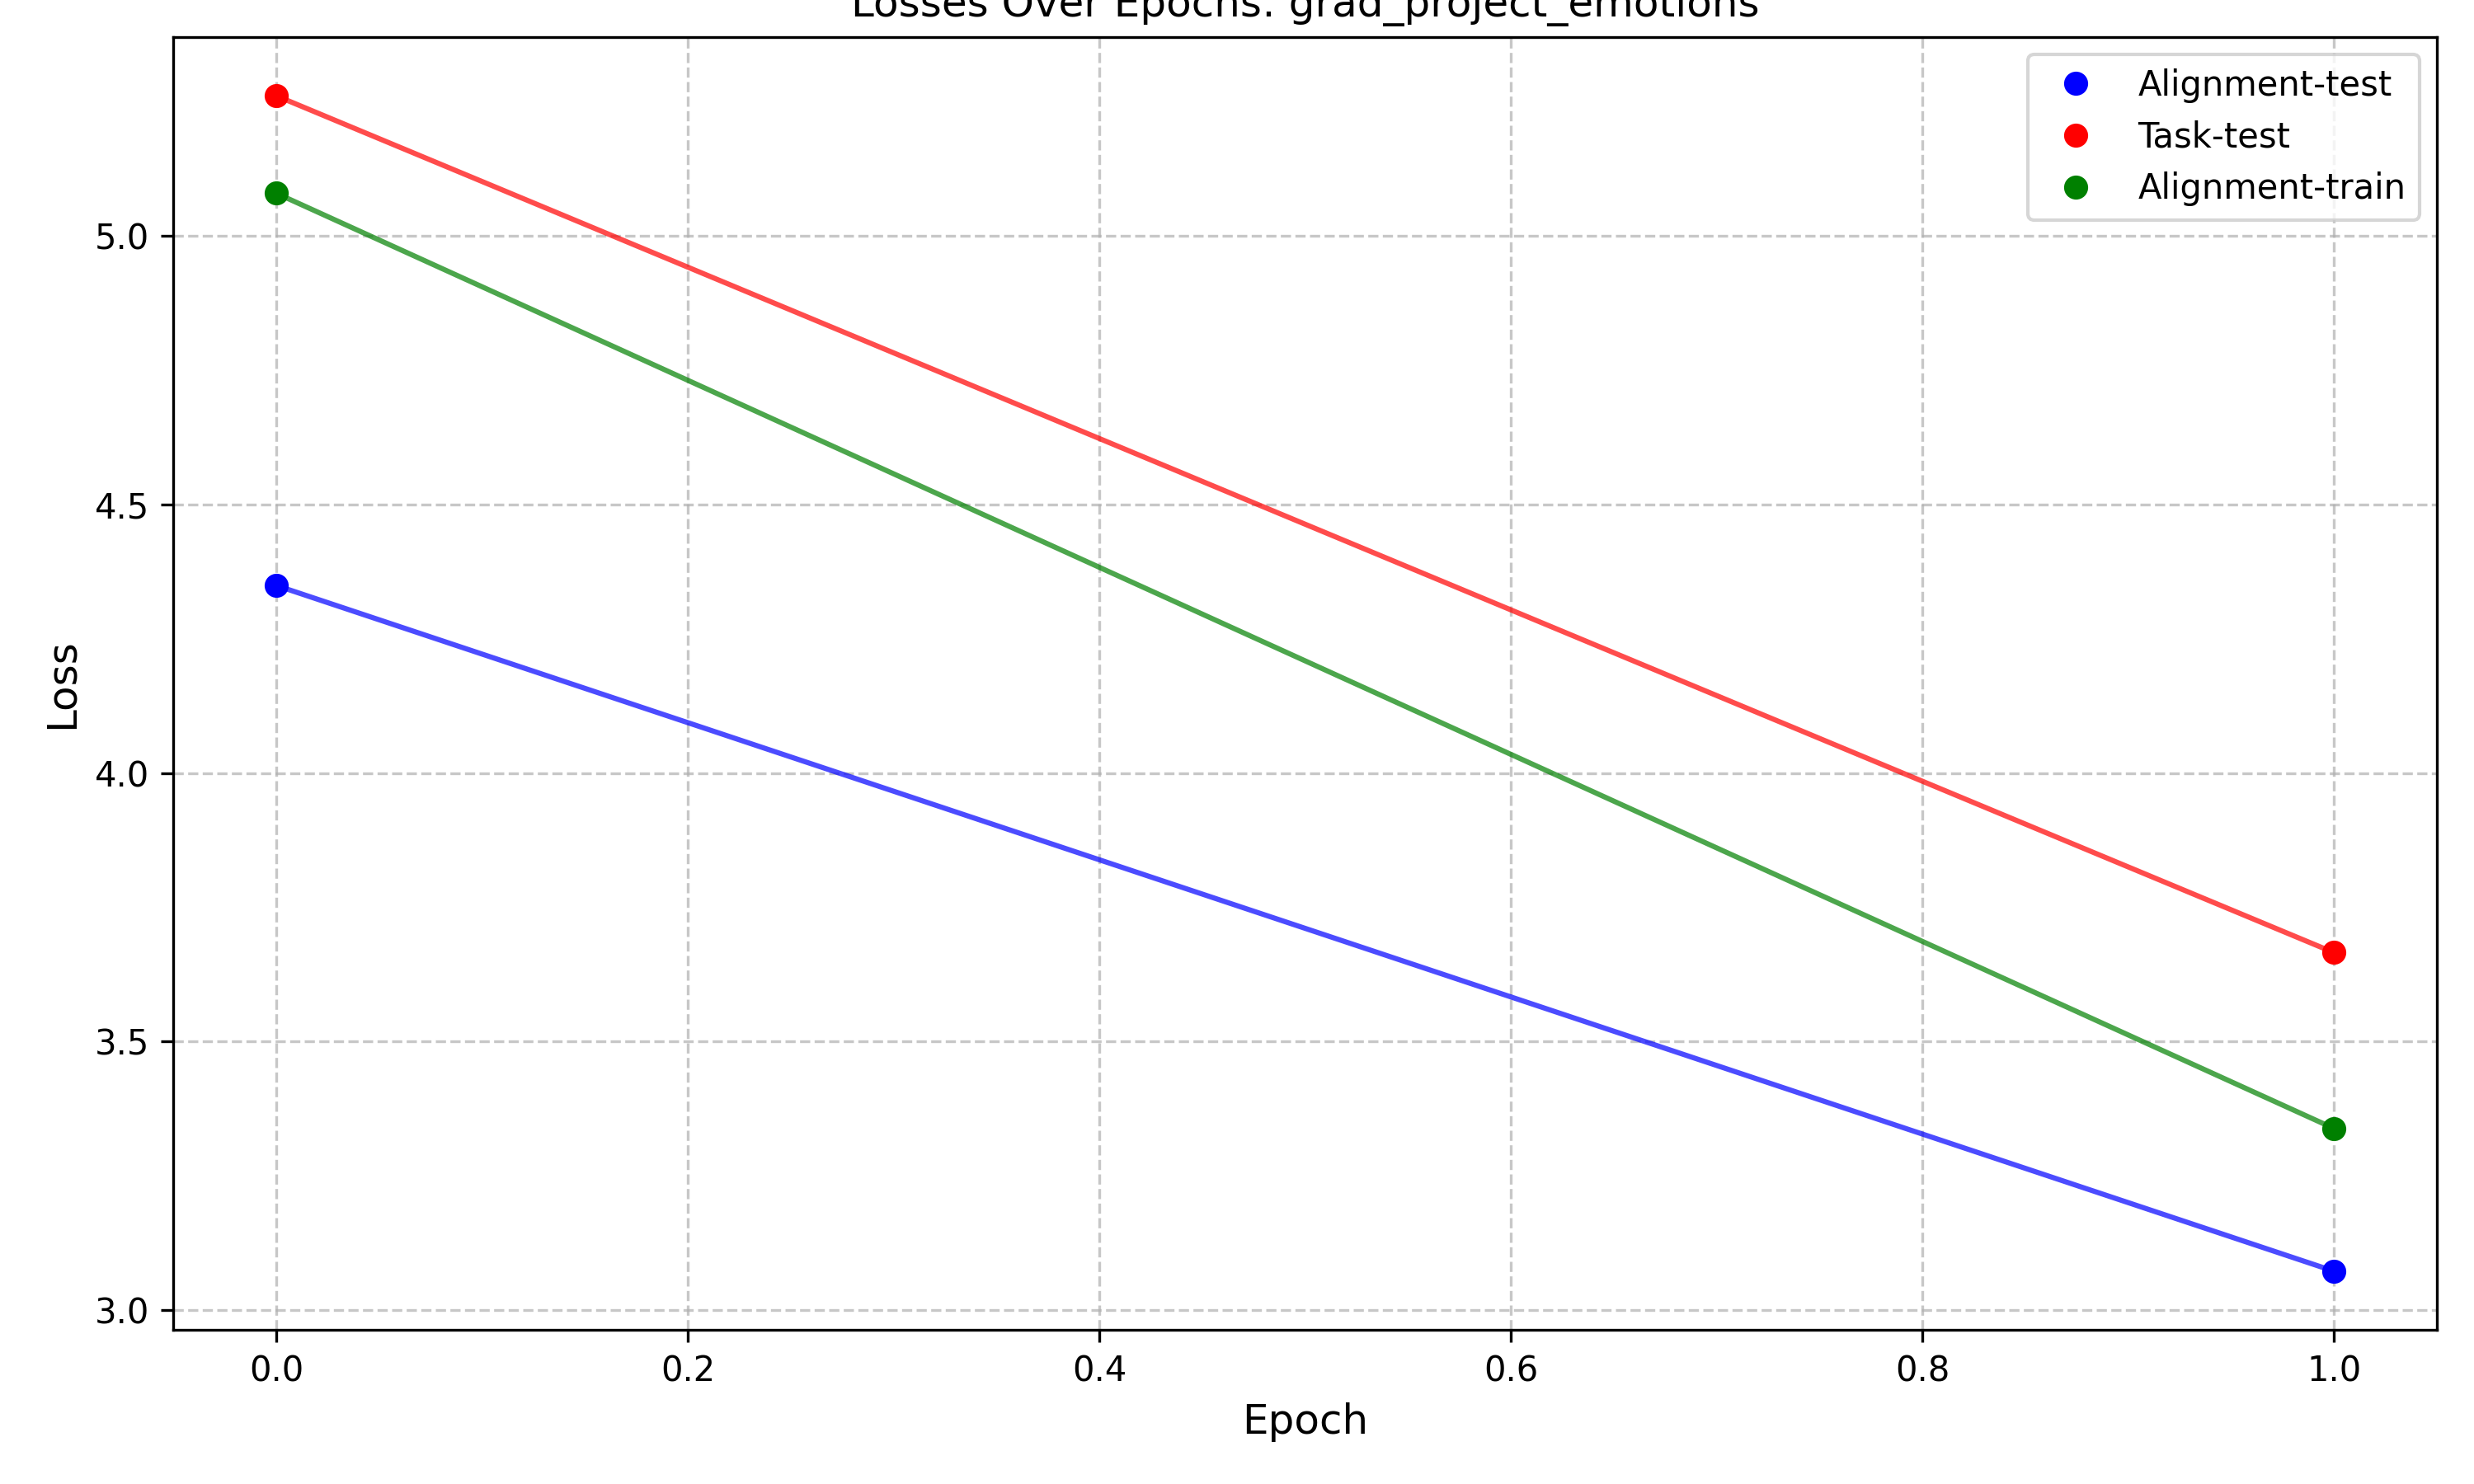 Losses Over Epochs: grad_project_emotions
Alignment-test
Task-test
Alignment-train
5.0
4.5
4.0
3.5
3.0
Loss
0.0 0.2 0.4 0.6 0.8 1.0
Epoch